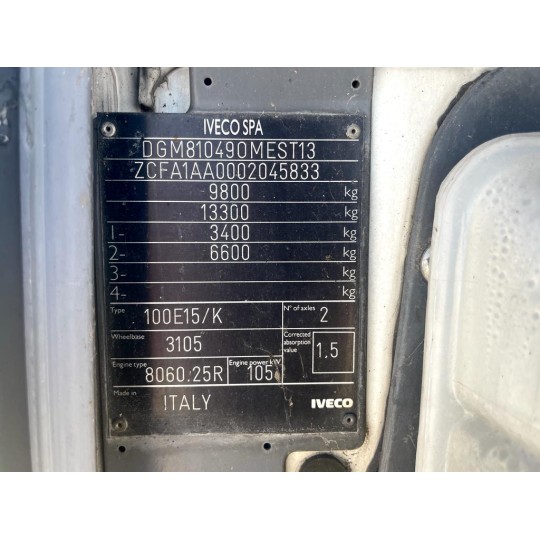 IVECO SPA
DGM810490MEST13
ZCFA1AA0002045833
9800 kg
13300 kg
1- 3400 kg
2- 6600 kg
3- kg
4- kg
Type 100E15/K N° of axles 2
Wheelbase 3105 Corrected absorption value 1.5
Engine type 8060.25R Engine power kW 105
Made in ITALY IVECO